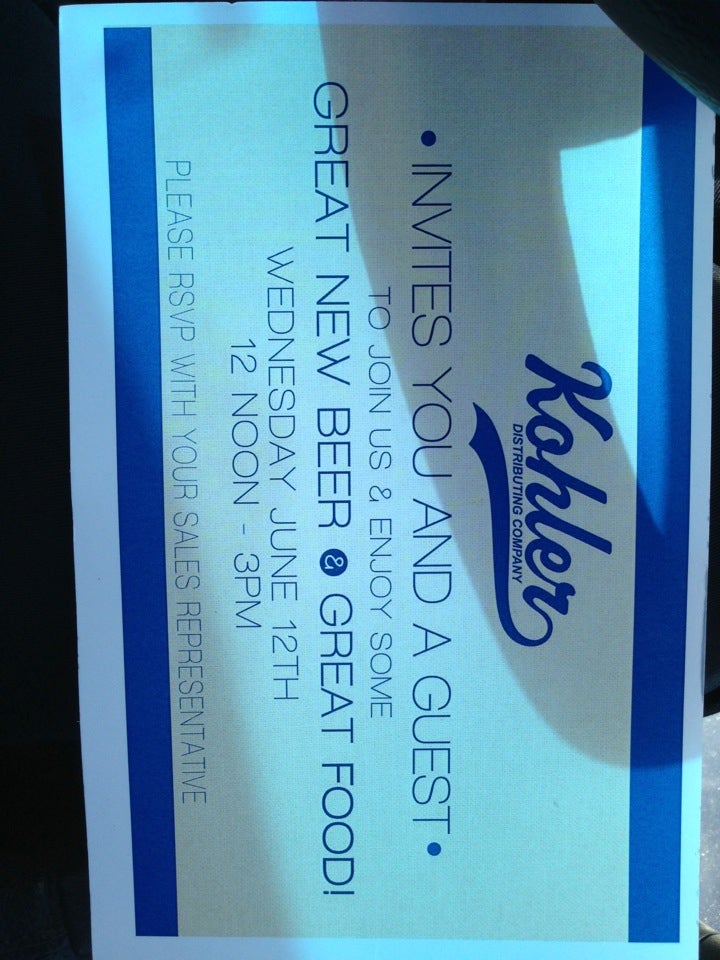 Kohler
DISTRIBUTING COMPANY
• INVITES YOU AND A GUEST •
TO JOIN US & ENJOY SOME
GREAT NEW BEER & GREAT FOOD!
WEDNESDAY JUNE 12TH
12 NOON - 3PM
PLEASE RSVP WITH YOUR SALES REPRESENTATIVE